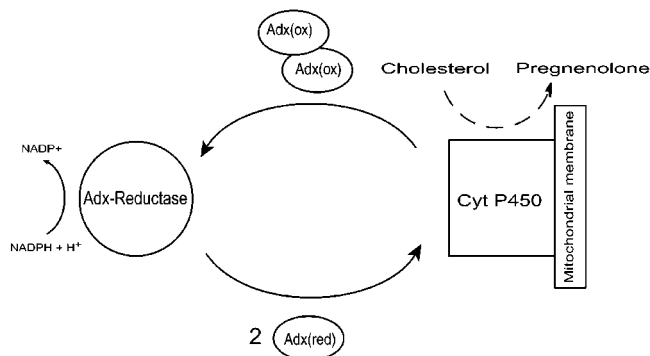 Adx(ox)
Adx(ox)
Cholesterol
Pregnenolone
NADP+
Adx-Reductase
Cyt P450
Mitochondrial membrane
NADPH + H⁺
2
Adx(red)